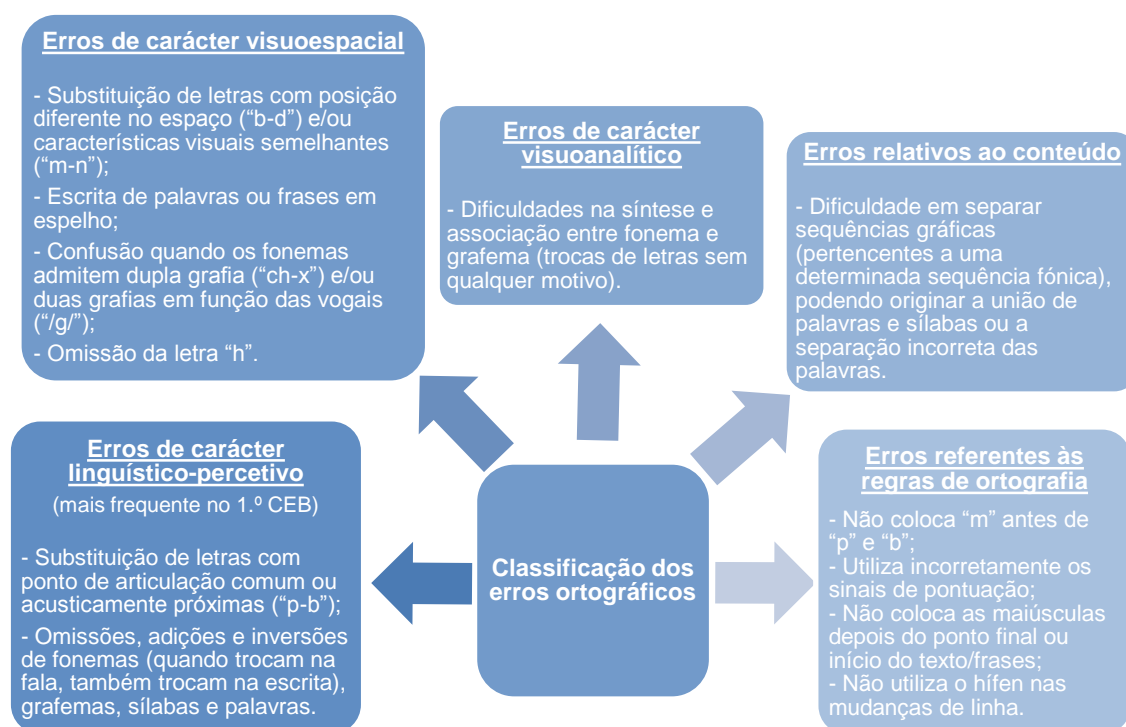 Erros de carácter visuoespacial
- Substituição de letras com posição
diferente no espaço (“b-d”) e/ou
características visuais semelhantes
(“m-n”);
- Escrita de palavras ou frases em
espelho;
- Confusão quando os fonemas
admitem dupla grafia (“ch-x”) e/ou
duas grafias em função das vogais
(“/g/”);
- Omissão da letra “h”.
Erros de carácter
visuoanalítico
- Dificuldades na síntese e
associação entre fonema e
grafema (trocas de letras sem
qualquer motivo).
Erros relativos ao conteúdo
- Dificuldade em separar
sequências gráficas
(pertencentes a uma
determinada sequência fónica),
podendo originar a união de
palavras e sílabas ou a
separação incorreta das
palavras.
Erros de carácter
linguístico-percetivo
(mais frequente no 1.º CEB)
- Substituição de letras com
ponto de articulação comum ou
acusticamente próximas (“p-b”);
- Omissões, adições e inversões
de fonemas (quando trocam na
fala, também trocam na escrita),
grafemas, sílabas e palavras.
Classificação dos
erros ortográficos
Erros referentes às
regras de ortografia
- Não coloca “m” antes de
“p” e “b”;
- Utiliza incorretamente os
sinais de pontuação;
- Não coloca as maiúsculas
depois do ponto final ou
início do texto/frases;
- Não utiliza o hífen nas
mudanças de linha.